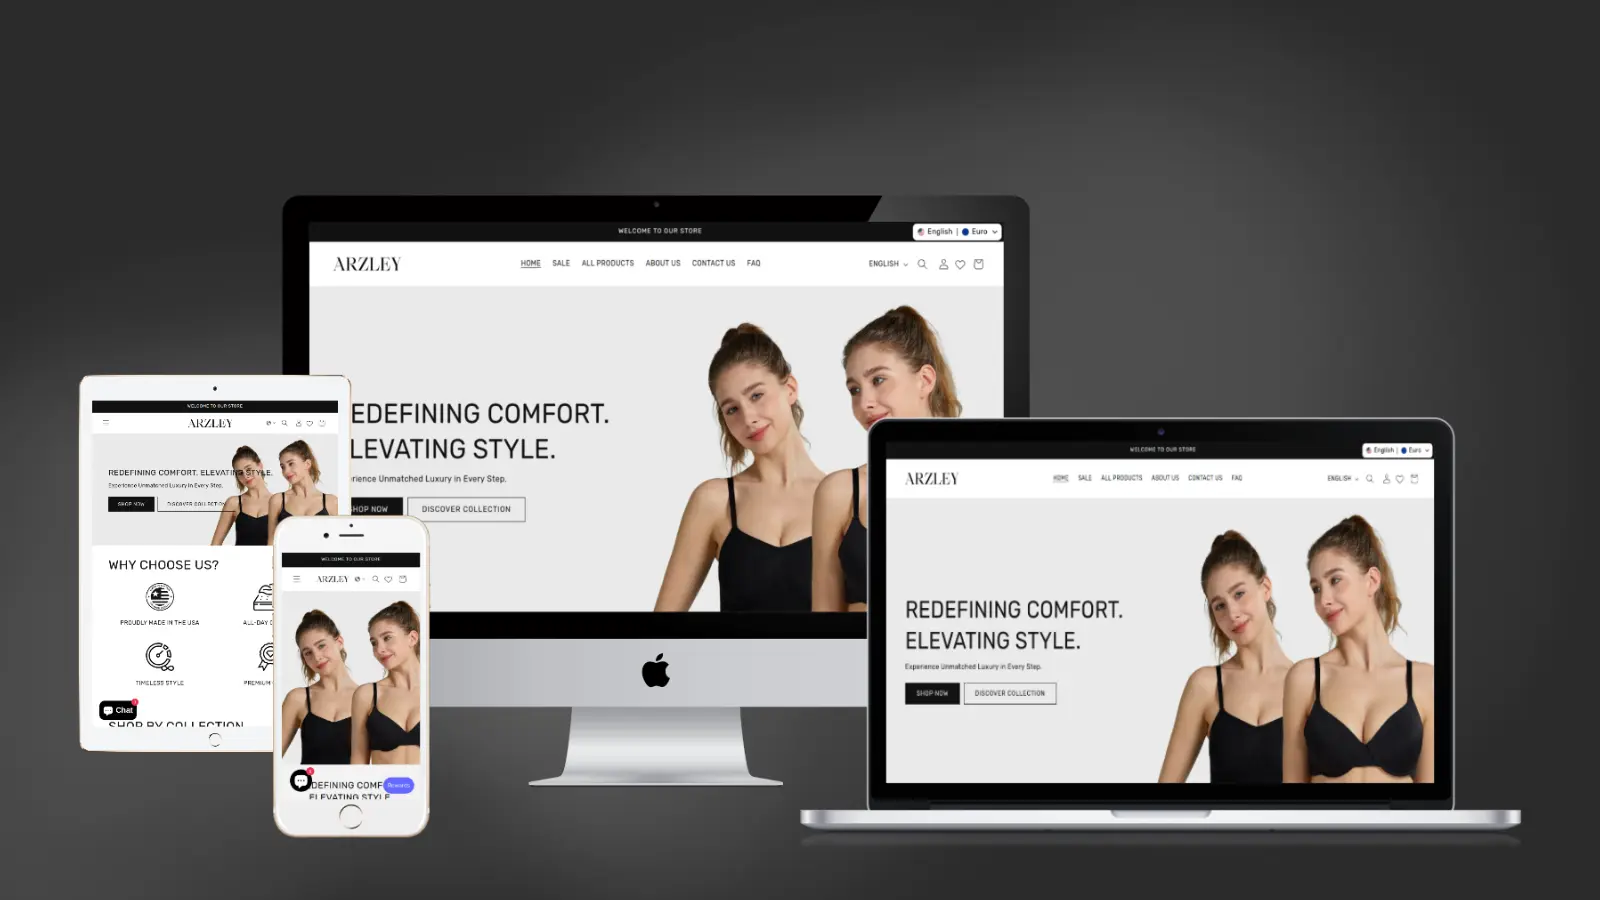 WELCOME TO OUR STORE
English | Euro
ARZLEY
HOME SALE ALL PRODUCTS ABOUT US CONTACT US FAQ
ENGLISH
EDEFINING COMFORT.
LEVATING STYLE.
rience Unmatched Luxury in Every Step.
HOP NOW
DISCOVER COLLECTION
WELCOME TO OUR STORE
ARZLEY
REDEFINING COMFORT. ELEVATING STYLE.
Experience Unmatched Luxury in Every Step.
SHOP NOW
DISCOVER COLLECTION
WHY CHOOSE US?
PROUDLY MADE IN THE USA
ALL-DAY
TIMELESS STYLE
PREMIUM
Chat
SHOP BY COLLECTION
WELCOME TO OUR STORE
ARZLEY
DEFINING COMF
Rewards
ELEVATING STYLE
WELCOME TO OUR STORE
English | Euro
ARZLEY
HOME SALE ALL PRODUCTS ABOUT US CONTACT US FAQ
ENGLISH
REDEFINING COMFORT.
ELEVATING STYLE.
Experience Unmatched Luxury in Every Step.
SHOP NOW
DISCOVER COLLECTION